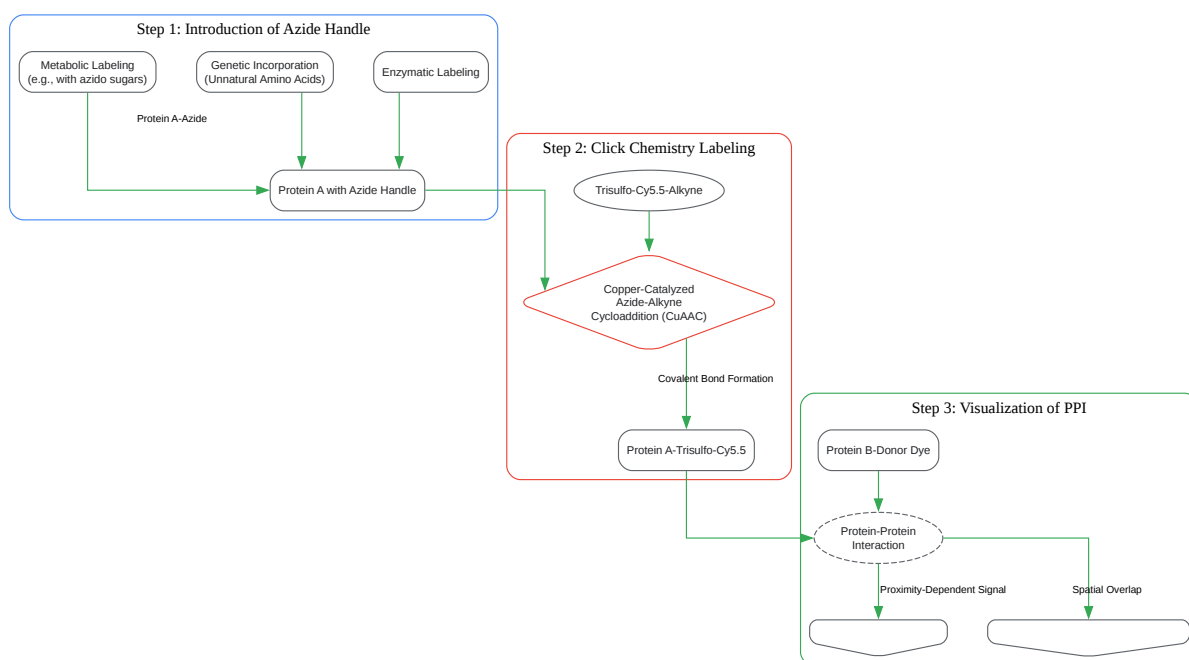 Step 1: Introduction of Azide Handle
Metabolic Labeling
(e.g., with azido sugars)
Genetic Incorporation
(Unnatural Amino Acids)
Enzymatic Labeling
Protein A-Azide
Protein A with Azide Handle
Step 2: Click Chemistry Labeling
Trisulfo-Cy5.5-Alkyne
Copper-Catalyzed
Azide-Alkyne
Cycloaddition (CuAAC)
Covalent Bond Formation
Protein A-Trisulfo-Cy5.5
Step 3: Visualization of PPI
Protein B-Donor Dye
Protein-Protein
Interaction
Proximity-Dependent Signal
Spatial Overlap